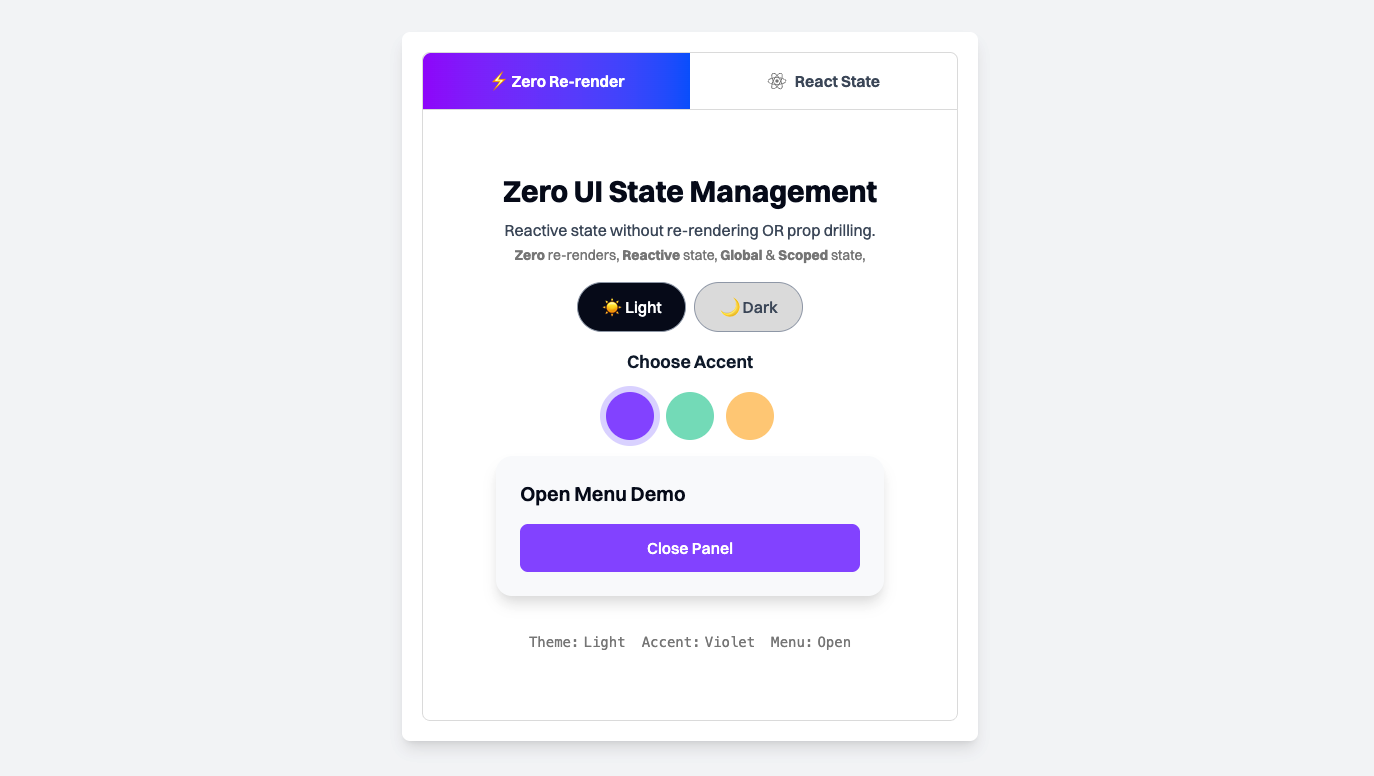 ⚡ Zero Re-render
React State
Zero UI State Management
Reactive state without re-rendering OR prop drilling.
Zero re-renders, Reactive state, Global & Scoped state,
☀️ Light
🌙 Dark
Choose Accent
Open Menu Demo
Close Panel
Theme: Light Accent: Violet Menu: Open